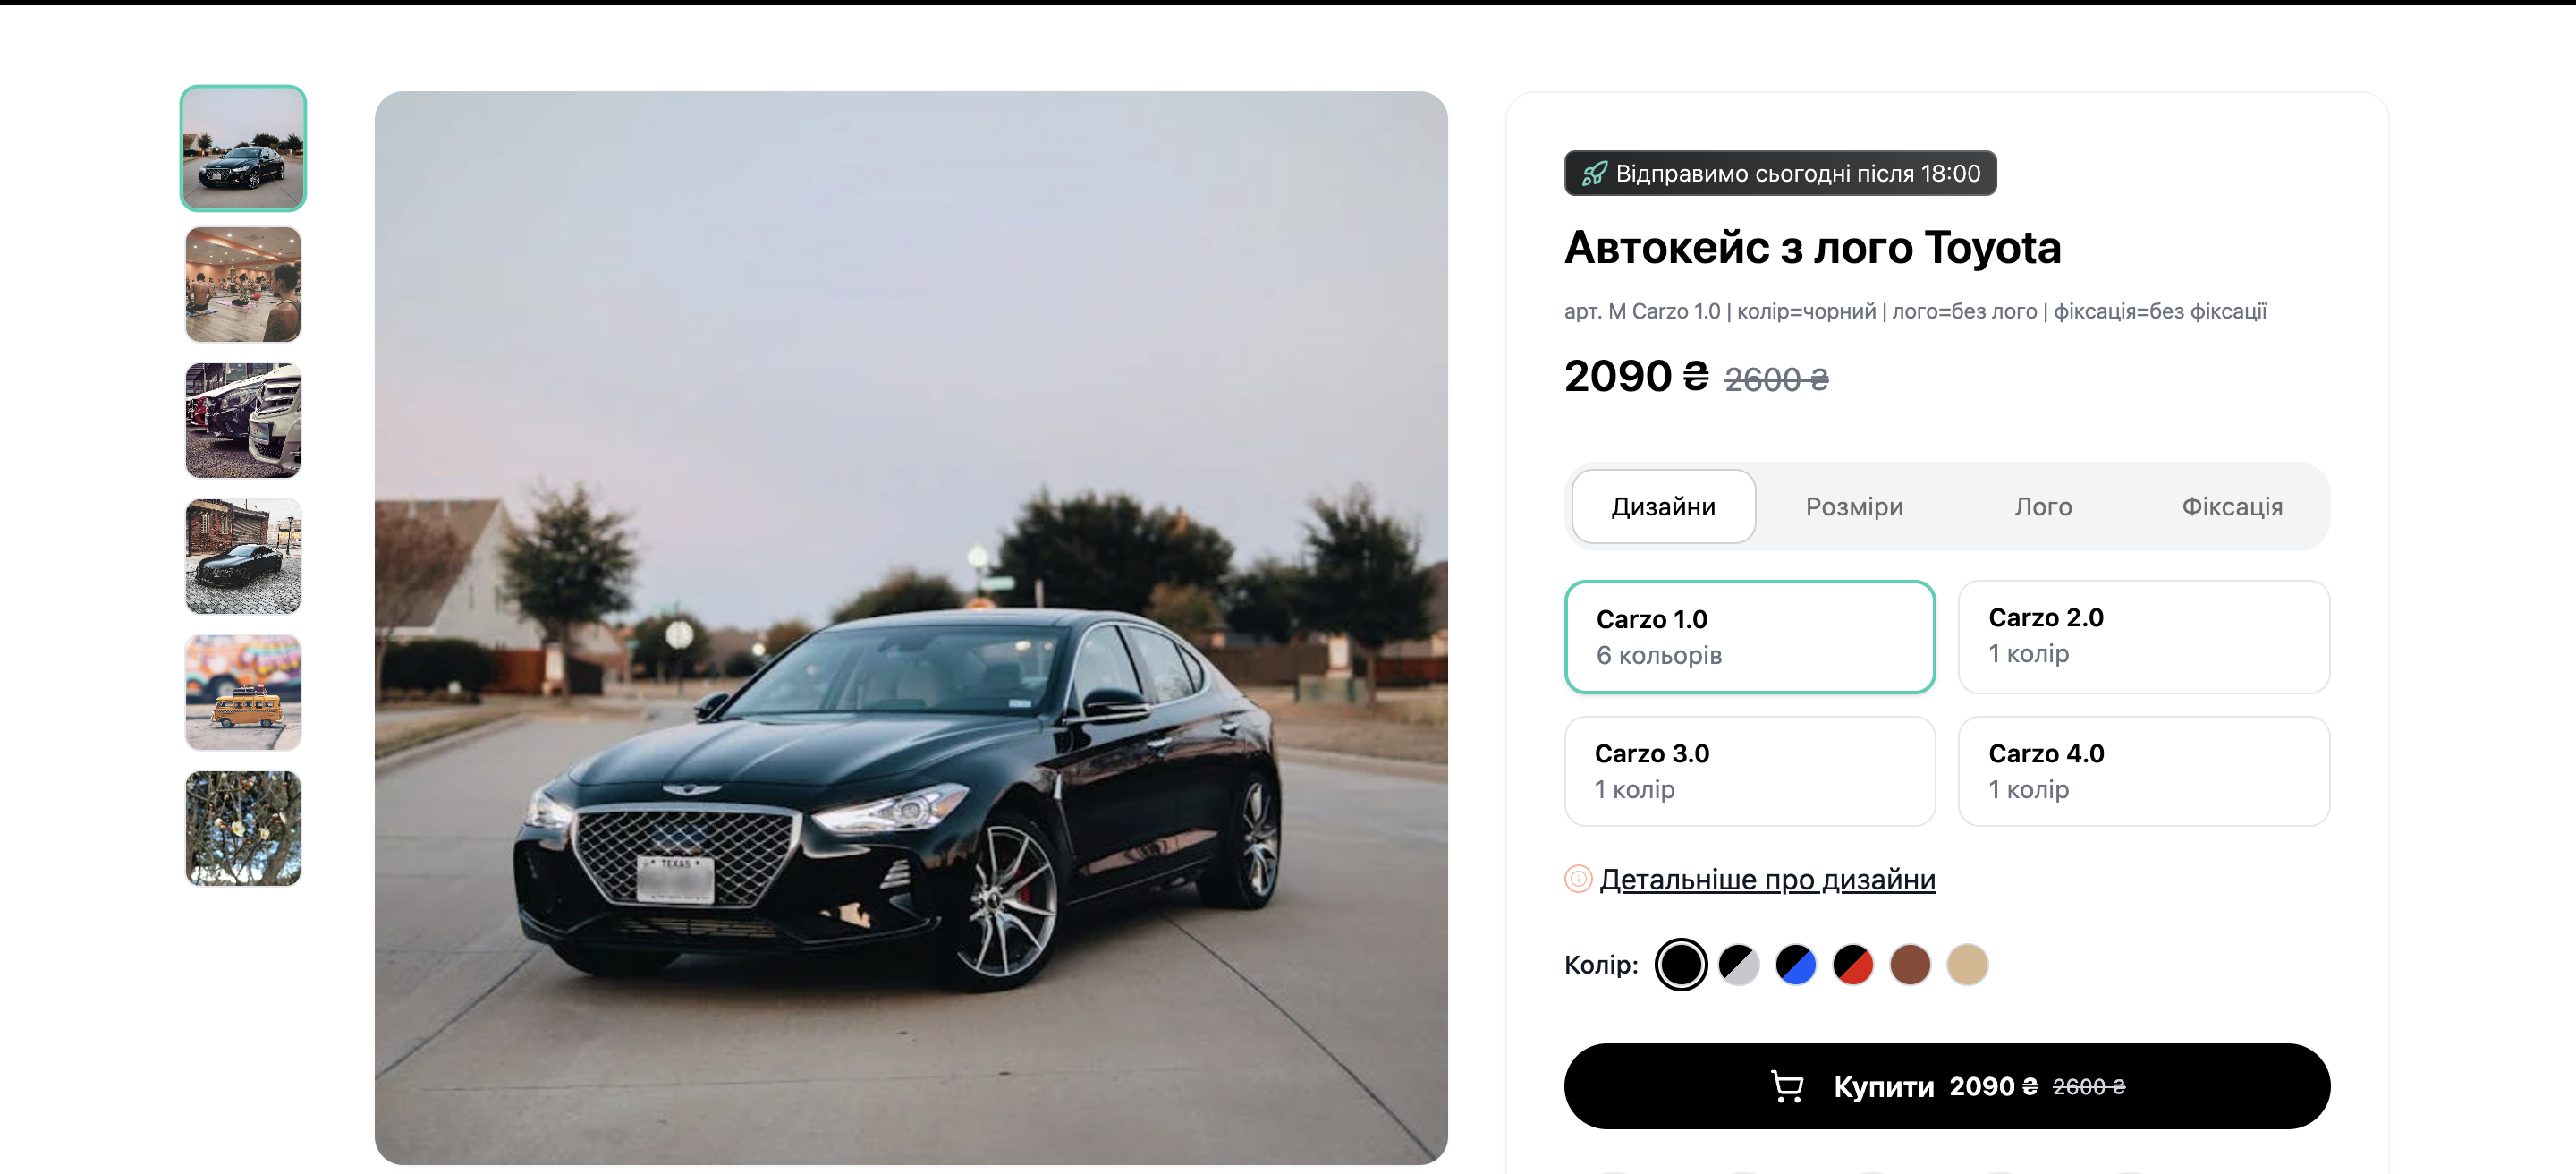 Відправимо сьогодні після 18:00
Автокейс з лого Toyota
арт. M Carzo 1.0 | колір=чорний | лого=без лого | фіксація=без фіксації
2090 ₴ 2600 ₴
Дизайни Розміри Лого Фіксація
Carzo 1.0
6 кольорів
Carzo 2.0
1 колір
Carzo 3.0
1 колір
Carzo 4.0
1 колір
Детальніше про дизайни
Колір:
Купити 2090 ₴ 2600 ₴
TEXAS